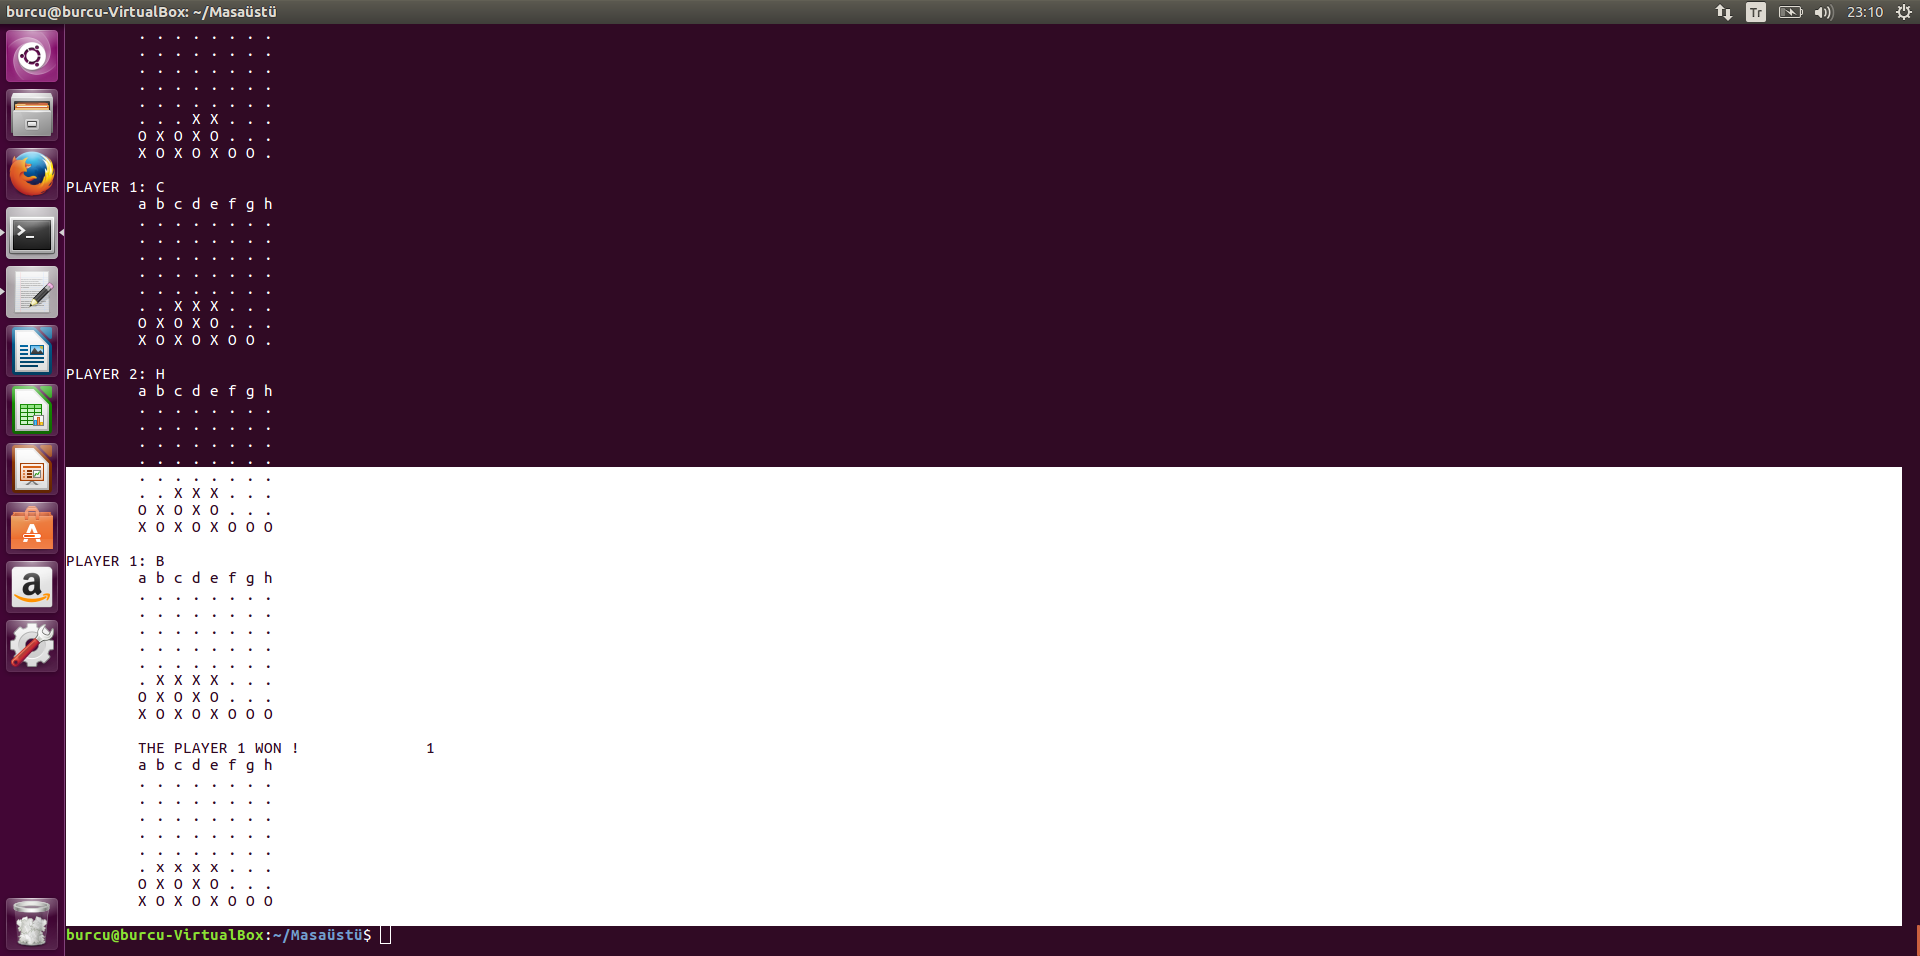 burcu@burcu-VirtualBox: ~/Masaüstü
Tr
23:10
. . . . . . . .
. . . . . . . .
. . . . . . . .
. . . . . . . .
. . . . . . . .
. . . X X . . .
O X O X O . . .
X O X O X O O .
PLAYER 1: C
a b c d e f g h
. . . . . . . .
. . . . . . . .
. . . . . . . .
. . . . . . . .
. . . . . . . .
. . X X X . . .
O X O X O . . .
X O X O X O O .
PLAYER 2: H
a b c d e f g h
. . . . . . . .
. . . . . . . .
. . . . . . . .
. . . . . . . .
. . . . . . . .
. . X X X . . .
O X O X O . . .
X O X O X O O O
PLAYER 1: B
a b c d e f g h
. . . . . . . .
. . . . . . . .
. . . . . . . .
. . . . . . . .
. . . . . . . .
. X X X X . . .
O X O X O . . .
X O X O X O O O
THE PLAYER 1 WON ! 1
a b c d e f g h
. . . . . . . .
. . . . . . . .
. . . . . . . .
. . . . . . . .
. . . . . . . .
. x x x x . . .
O X O X O . . .
X O X O X O O O
burcu@burcu-VirtualBox:~/Masaüstü$